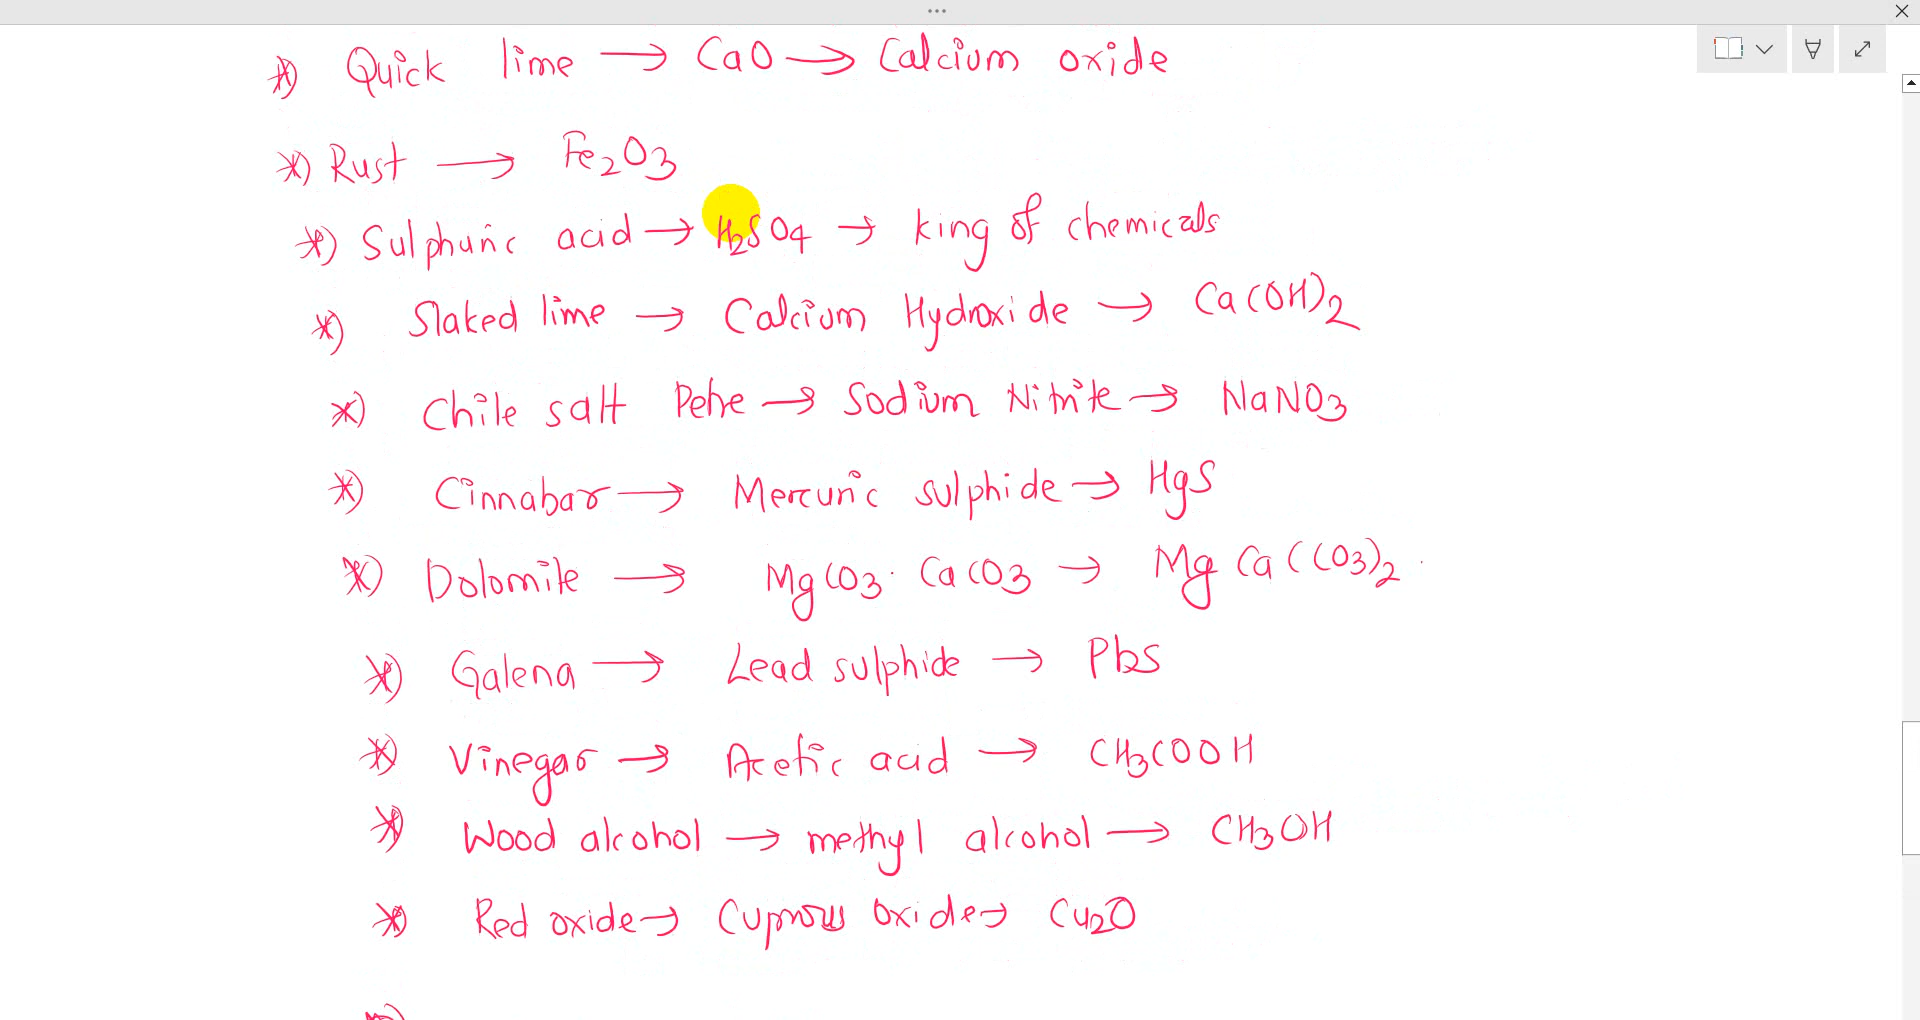 *) Quick lime → CaO → Calcium oxide
*) Rust → Fe2O3
*) Sulphuric acid → H2SO4 → king of chemicals
*) Slaked lime → Calcium Hydroxide → Ca(OH)2
*) Chile salt Petre → Sodium Nitrite → NaNO3
*) Cinnabar → Mercuric sulphide → HgS
*) Dolomite → MgCO3. CaCO3 → MgCa(CO3)2.
*) Galena → Lead sulphide → Pbs
*) Vinegar → Acetic acid → CH3COOH
*) Wood alcohol → methyl alcohol → CH3OH
*) Red oxide → Cuprous Oxide → Cu2O